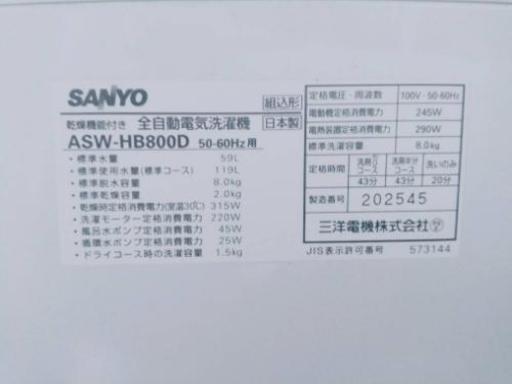 SANYO
組込形
日本製
乾燥機能付き 全自動電気洗濯機
ASW-HB800D 50-60Hz用
・標準水量 59L
・標準使用水量(標準コース) 119L
・標準脱水容量 8.0kg
・標準乾燥容量 2.0kg
・乾燥時定格消費電力(室温30℃) 315W
・洗濯モーター定格消費電力 220W
・風呂水ポンプ定格消費電力 45W
・循環水ポンプ定格消費電力 25W
・ドライコース時の洗濯容量 1.5kg
定格電圧・周波数 100V・50-60Hz
電動機定格消費電力 245W
電熱装置定格消費電力 290W
標準洗濯容量 8.0kg
定格時間 コース 43分 コース 43分 洗いのみ 20分
製造番号 202545
三洋電機株式会社
JIS表示許可番号 573144